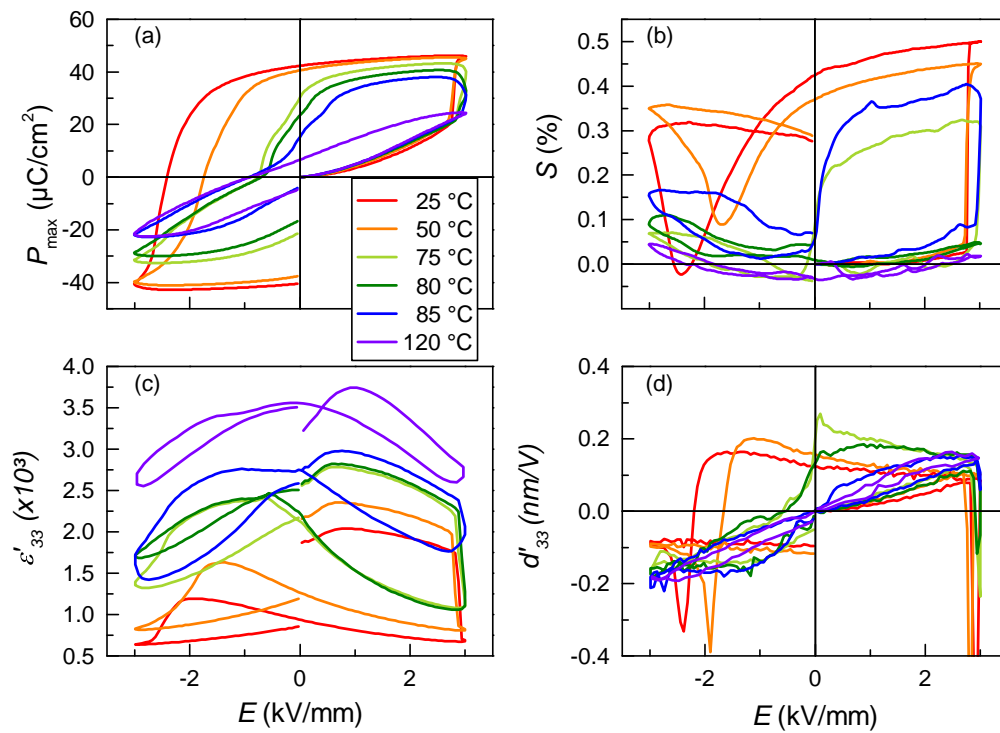 (a)
60
40
20
0
-20
-40
P_max (µC/cm²)
25 °C
50 °C
75 °C
80 °C
85 °C
120 °C
(b)
0.5
0.4
0.3
0.2
0.1
0.0
S (%)
(c)
4.0
3.5
3.0
2.5
2.0
1.5
1.0
0.5
ε'₃₃ (x10³)
-2 0 2
E (kV/mm)
(d)
0.4
0.2
0.0
-0.2
-0.4
d'₃₃ (nm/V)
-2 0 2
E (kV/mm)